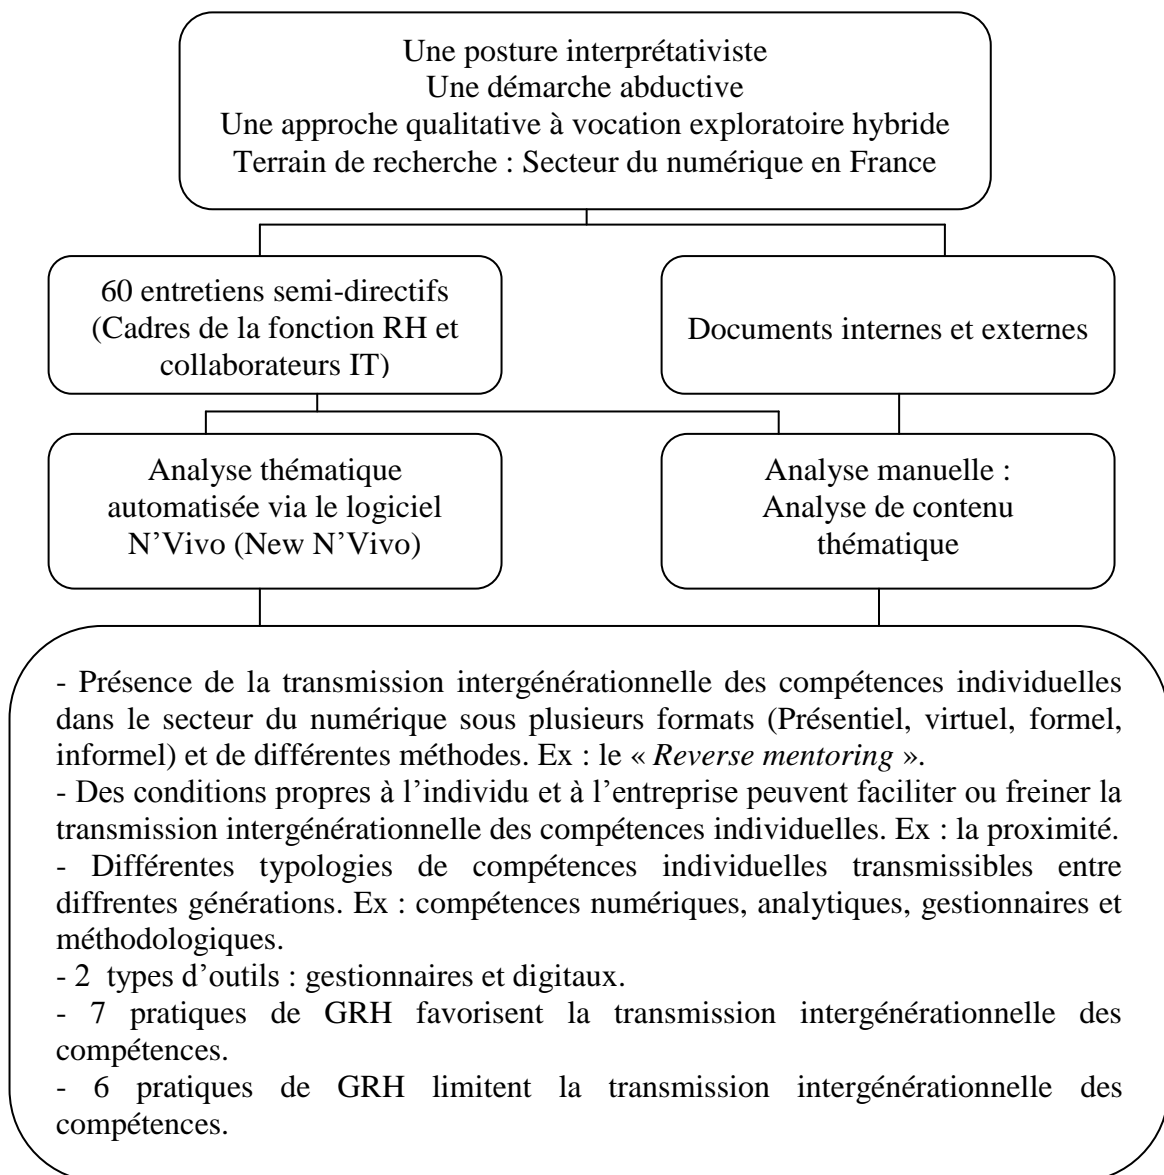 Une posture interprétativiste
Une démarche abductive
Une approche qualitative à vocation exploratoire hybride
Terrain de recherche : Secteur du numérique en France
60 entretiens semi-directifs
(Cadres de la fonction RH et
collaborateurs IT)
Documents internes et externes
Analyse thématique
automatisée via le logiciel
N'Vivo (New N'Vivo)
Analyse manuelle :
Analyse de contenu
thématique
- Présence de la transmission intergénérationnelle des compétences individuelles
dans le secteur du numérique sous plusieurs formats (Présentiel, virtuel, formel,
informel) et de différentes méthodes. Ex : le « Reverse mentoring ».
- Des conditions propres à l'individu et à l'entreprise peuvent faciliter ou freiner la
transmission intergénérationnelle des compétences individuelles. Ex : la proximité.
- Différentes typologies de compétences individuelles transmissibles entre
diffrentes générations. Ex : compétences numériques, analytiques, gestionnaires et
méthodologiques.
- 2 types d'outils : gestionnaires et digitaux.
- 7 pratiques de GRH favorisent la transmission intergénérationnelle des
compétences.
- 6 pratiques de GRH limitent la transmission intergénérationnelle des
compétences.